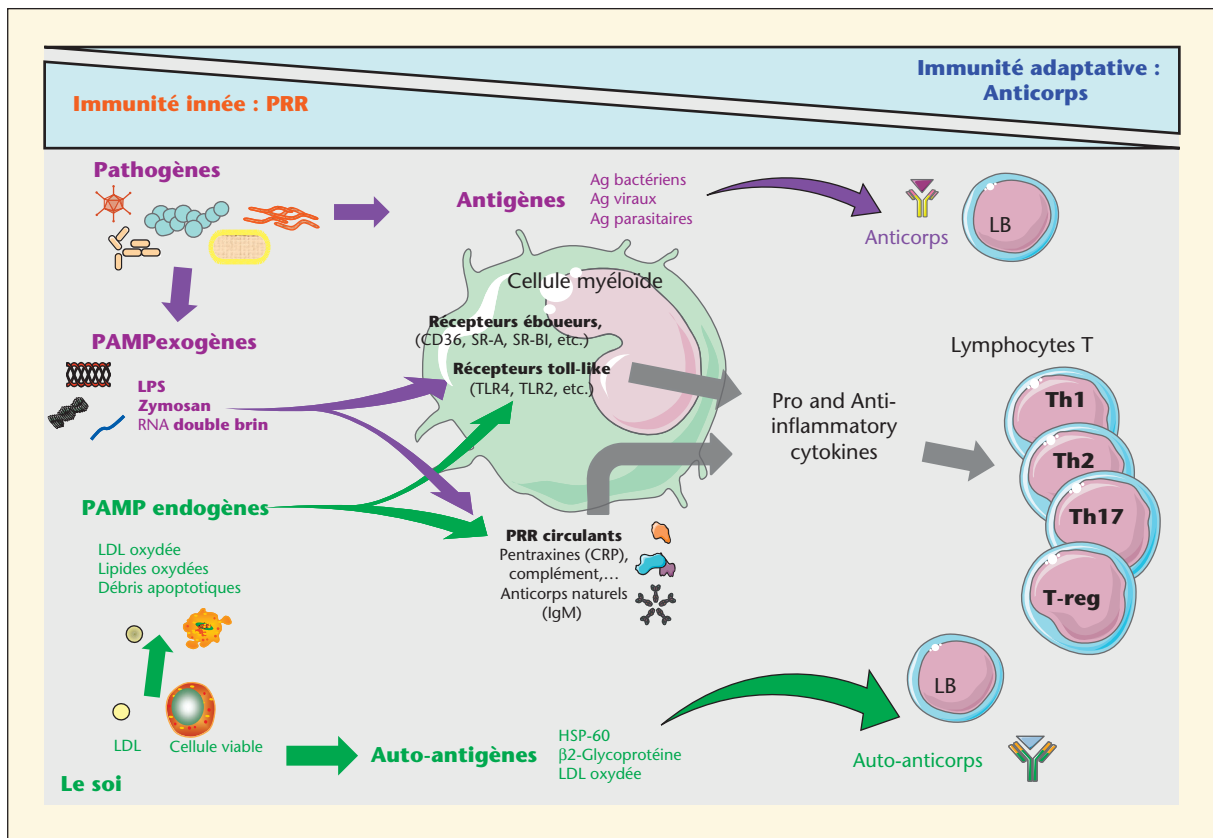 Immunité innée : PRR
Immunité adaptative :
Anticorps
Pathogènes
Antigènes
Ag bactériens
Ag viraux
Ag parasitaires
Anticorps
LB
Cellule myéloïde
Récepteurs éboueurs,
(CD36, SR-A, SR-BI, etc.)
Récepteurs toll-like
(TLR4, TLR2, etc.)
PAMPexogènes
LPS
Zymosan
RNA double brin
Pro and Anti-
inflammatory
cytokines
Lymphocytes T
Th1
Th2
Th17
T-reg
PAMP endogènes
LDL oxydée
Lipides oxydées
Débris apoptotiques
PRR circulants
Pentraxines (CRP),
complément,...
Anticorps naturels
(IgM)
LDL
Cellule viable
Le soi
Auto-antigènes
HSP-60
β2-Glycoprotéine
LDL oxydée
LB
Auto-anticorps